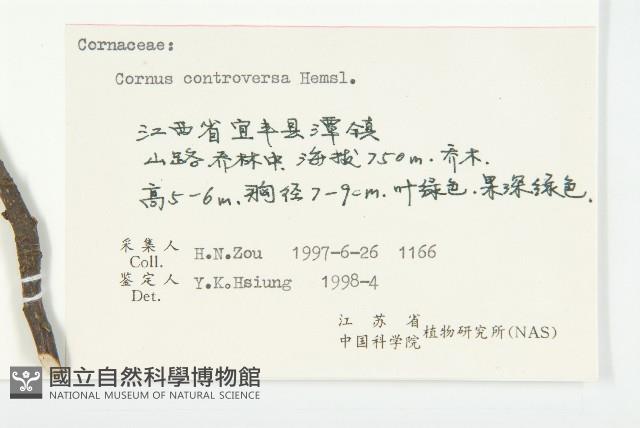 Cornaceae:
Cornus controversa Hemsl.
江西省宜丰县潭镇
山路乔林中. 海拔750m. 乔木.
高5-6m. 胸径7-9cm. 叶绿色. 果深绿色.
采集人 Coll. H.N.Zou 1997-6-26 1166
鉴定人 Det. Y.K.Hsiung 1998-4
江苏省
中国科学院 植物研究所(NAS)
國立自然科學博物館
NATIONAL MUSEUM OF NATURAL SCIENCE